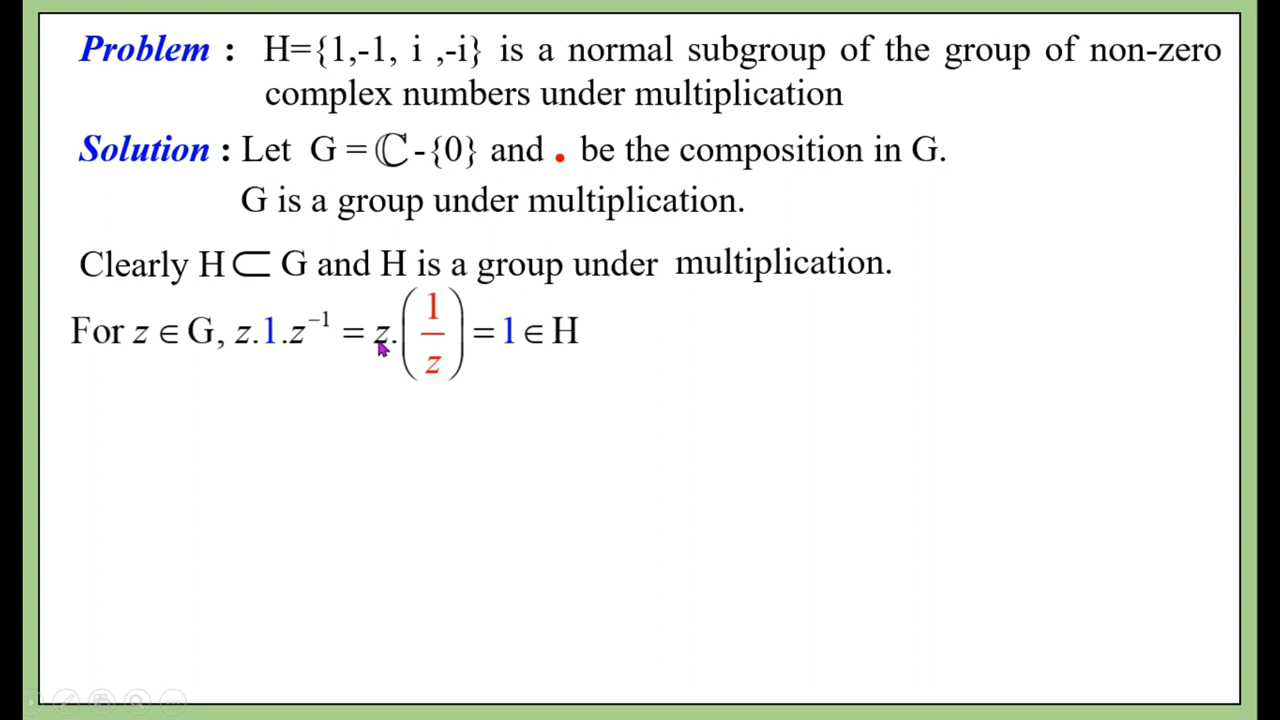 Problem : H={1,-1, i ,-i} is a normal subgroup of the group of non-zero
complex numbers under multiplication
Solution : Let G = ℂ - {0} and . be the composition in G.
G is a group under multiplication.
Clearly H ⊂ G and H is a group under multiplication.
For z ∈ G, z.1.z⁻¹ = z.(1/z) = 1 ∈ H